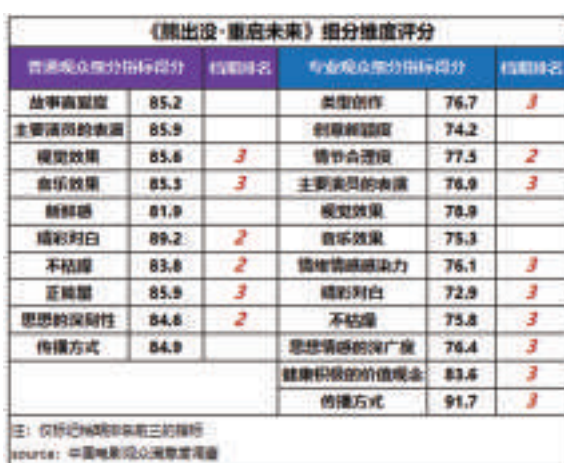 《熊出没·重启未来》细分维度评分
普通观众细分指标得分 档期排名 专业观众细分指标得分 档期排名
故事喜爱度 85.2 类型创作 76.7 3
主要演员的表演 85.9 创意新颖度 74.2
视觉效果 85.6 3 情节合理度 77.5 2
音乐效果 85.3 3 主要演员的表演 76.9 3
新鲜感 81.9 视觉效果 78.9
精彩对白 89.2 2 音乐效果 75.3
不枯燥 83.8 2 情绪情感感染力 76.1 3
正能量 85.9 3 精彩对白 72.9 3
思想的深刻性 84.6 2 不枯燥 75.8 3
传播方式 84.9 思想情感的深广度 76.4 3
健康积极的价值观念 83.6 3
传播方式 91.7 3
注：仅标记档期排名前三的指标
source：中国电影观众满意度调查